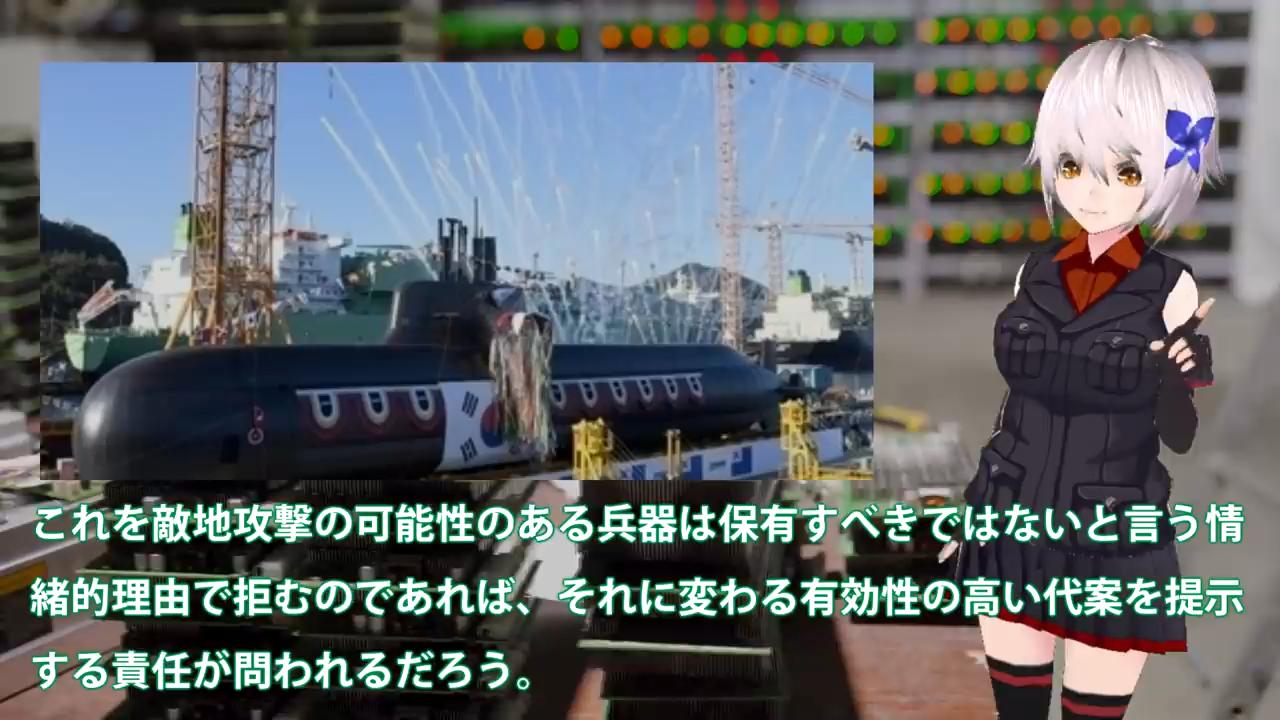 これを敵地攻撃の可能性のある兵器は保有すべきではないと言う情
緒的理由で拒むのであれば、それに変わる有効性の高い代案を提示
する責任が問われるだろう。